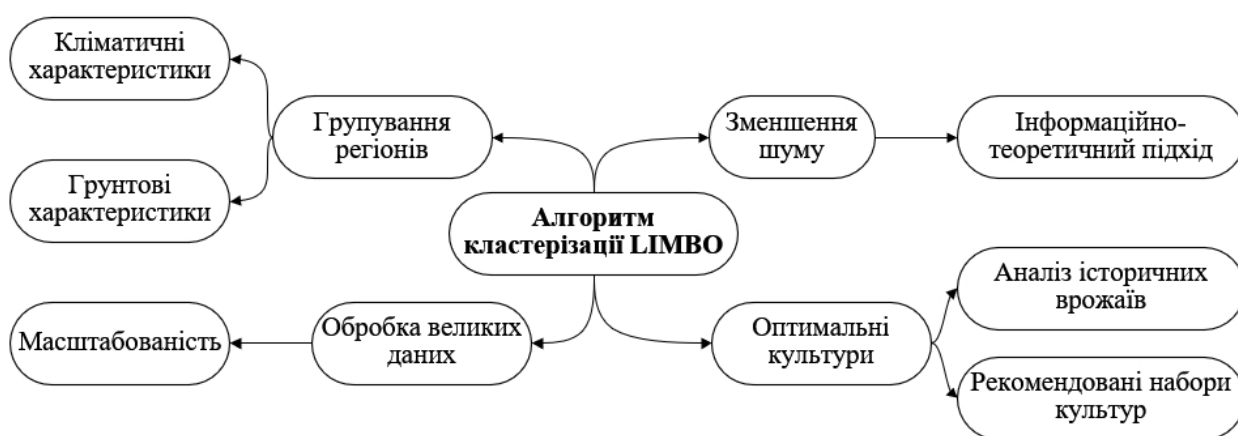 Кліматичні
характеристики
Групування
регіонів
Грунтові
характеристики
Зменшення
шуму
Інформаційно-
теоретичний підхід
Алгоритм
кластерізації LIMBO
Масштабованість
Обробка великих
даних
Оптимальні
культури
Аналіз історичних
врожаїв
Рекомендовані набори
культур